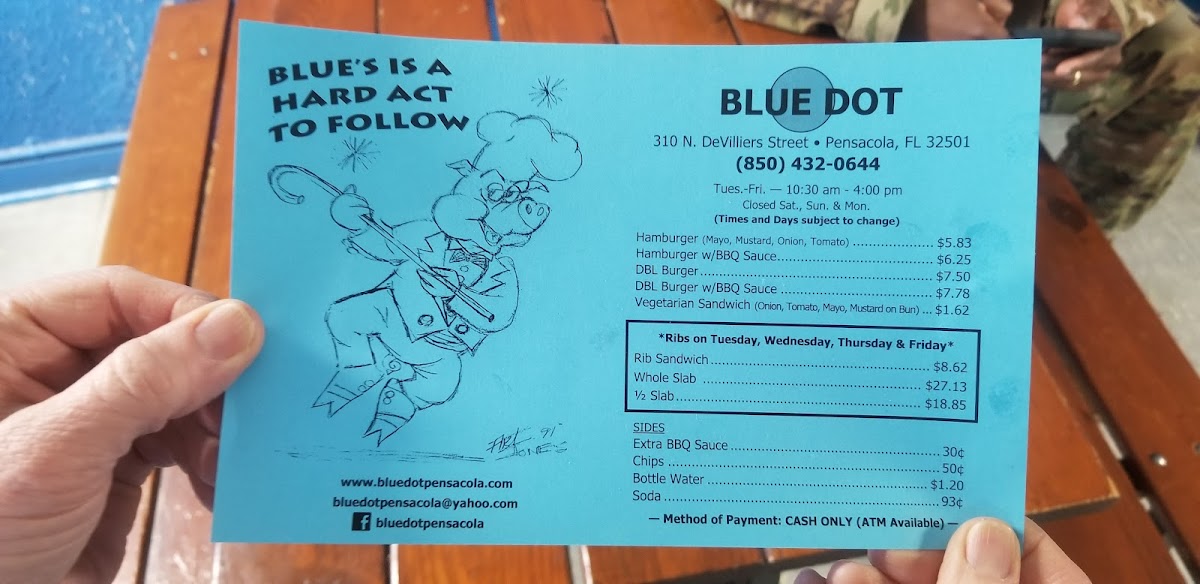 BLUE'S IS A
HARD ACT
TO FOLLOW
www.bluedotpensacola.com
bluedotpensacola@yahoo.com
f bluedotpensacola
BLUE DOT
310 N. DeVilliers Street • Pensacola, FL 32501
(850) 432-0644
Tues.-Fri. — 10:30 am - 4:00 pm
Closed Sat., Sun. & Mon.
(Times and Days subject to change)
Hamburger (Mayo, Mustard, Onion, Tomato) .................... $5.83
Hamburger w/BBQ Sauce....................................... $6.25
DBL Burger.......................................................... $7.50
DBL Burger w/BBQ Sauce ...................................... $7.78
Vegetarian Sandwich (Onion, Tomato, Mayo, Mustard on Bun) ... $1.62
*Ribs on Tuesday, Wednesday, Thursday & Friday*
Rib Sandwich....................................................... $8.62
Whole Slab ....................................................... $27.13
½ Slab............................................................. $18.85
SIDES
Extra BBQ Sauce .................................................... 30¢
Chips .................................................................. 50¢
Bottle Water ....................................................... $1.20
Soda .................................................................... 93¢
— Method of Payment: CASH ONLY (ATM Available) —